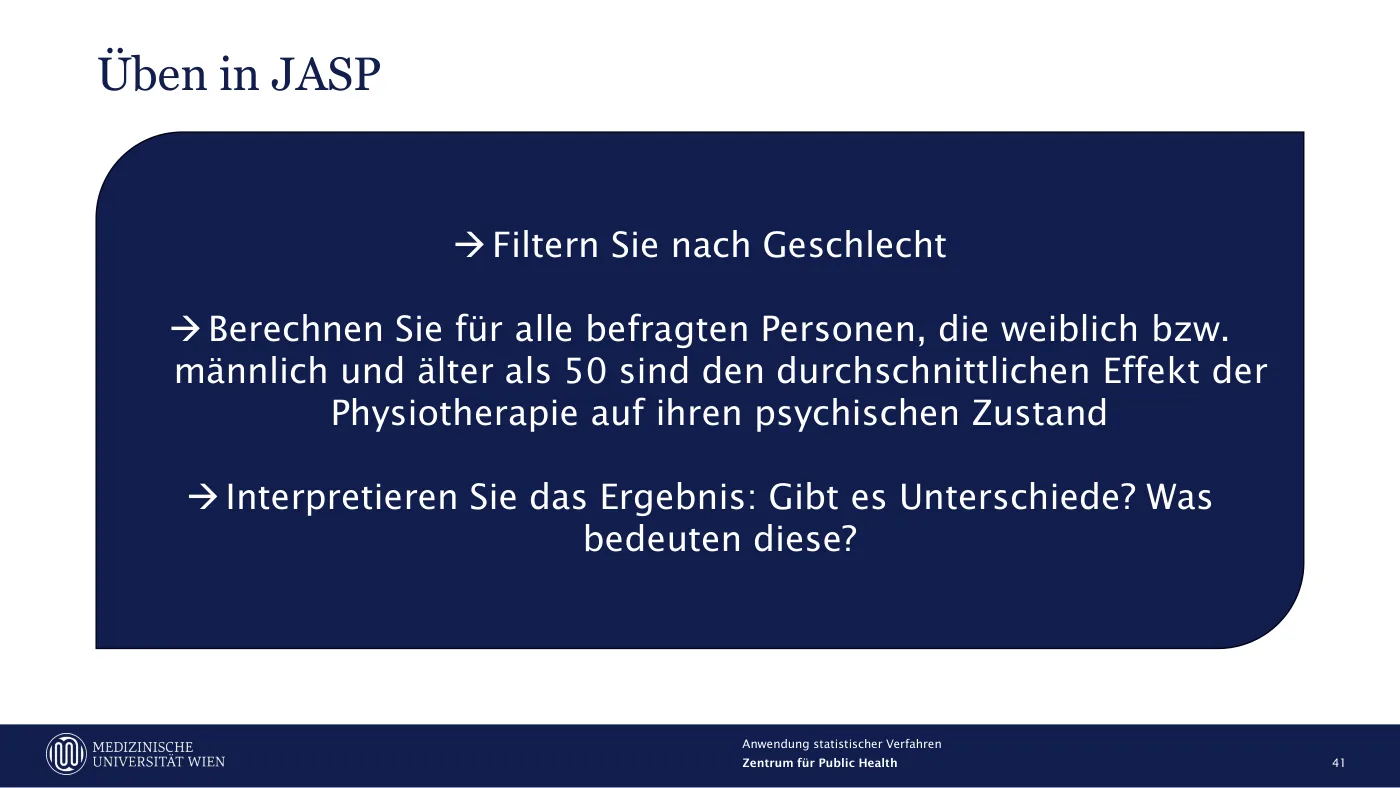 Üben in JASP
→ Filtern Sie nach Geschlecht
→ Berechnen Sie für alle befragten Personen, die weiblich bzw.
männlich und älter als 50 sind den durchschnittlichen Effekt der
Physiotherapie auf ihren psychischen Zustand
→ Interpretieren Sie das Ergebnis: Gibt es Unterschiede? Was
bedeuten diese?
MEDIZINISCHE
UNIVERSITÄT WIEN
Anwendung statistischer Verfahren
Zentrum für Public Health
41